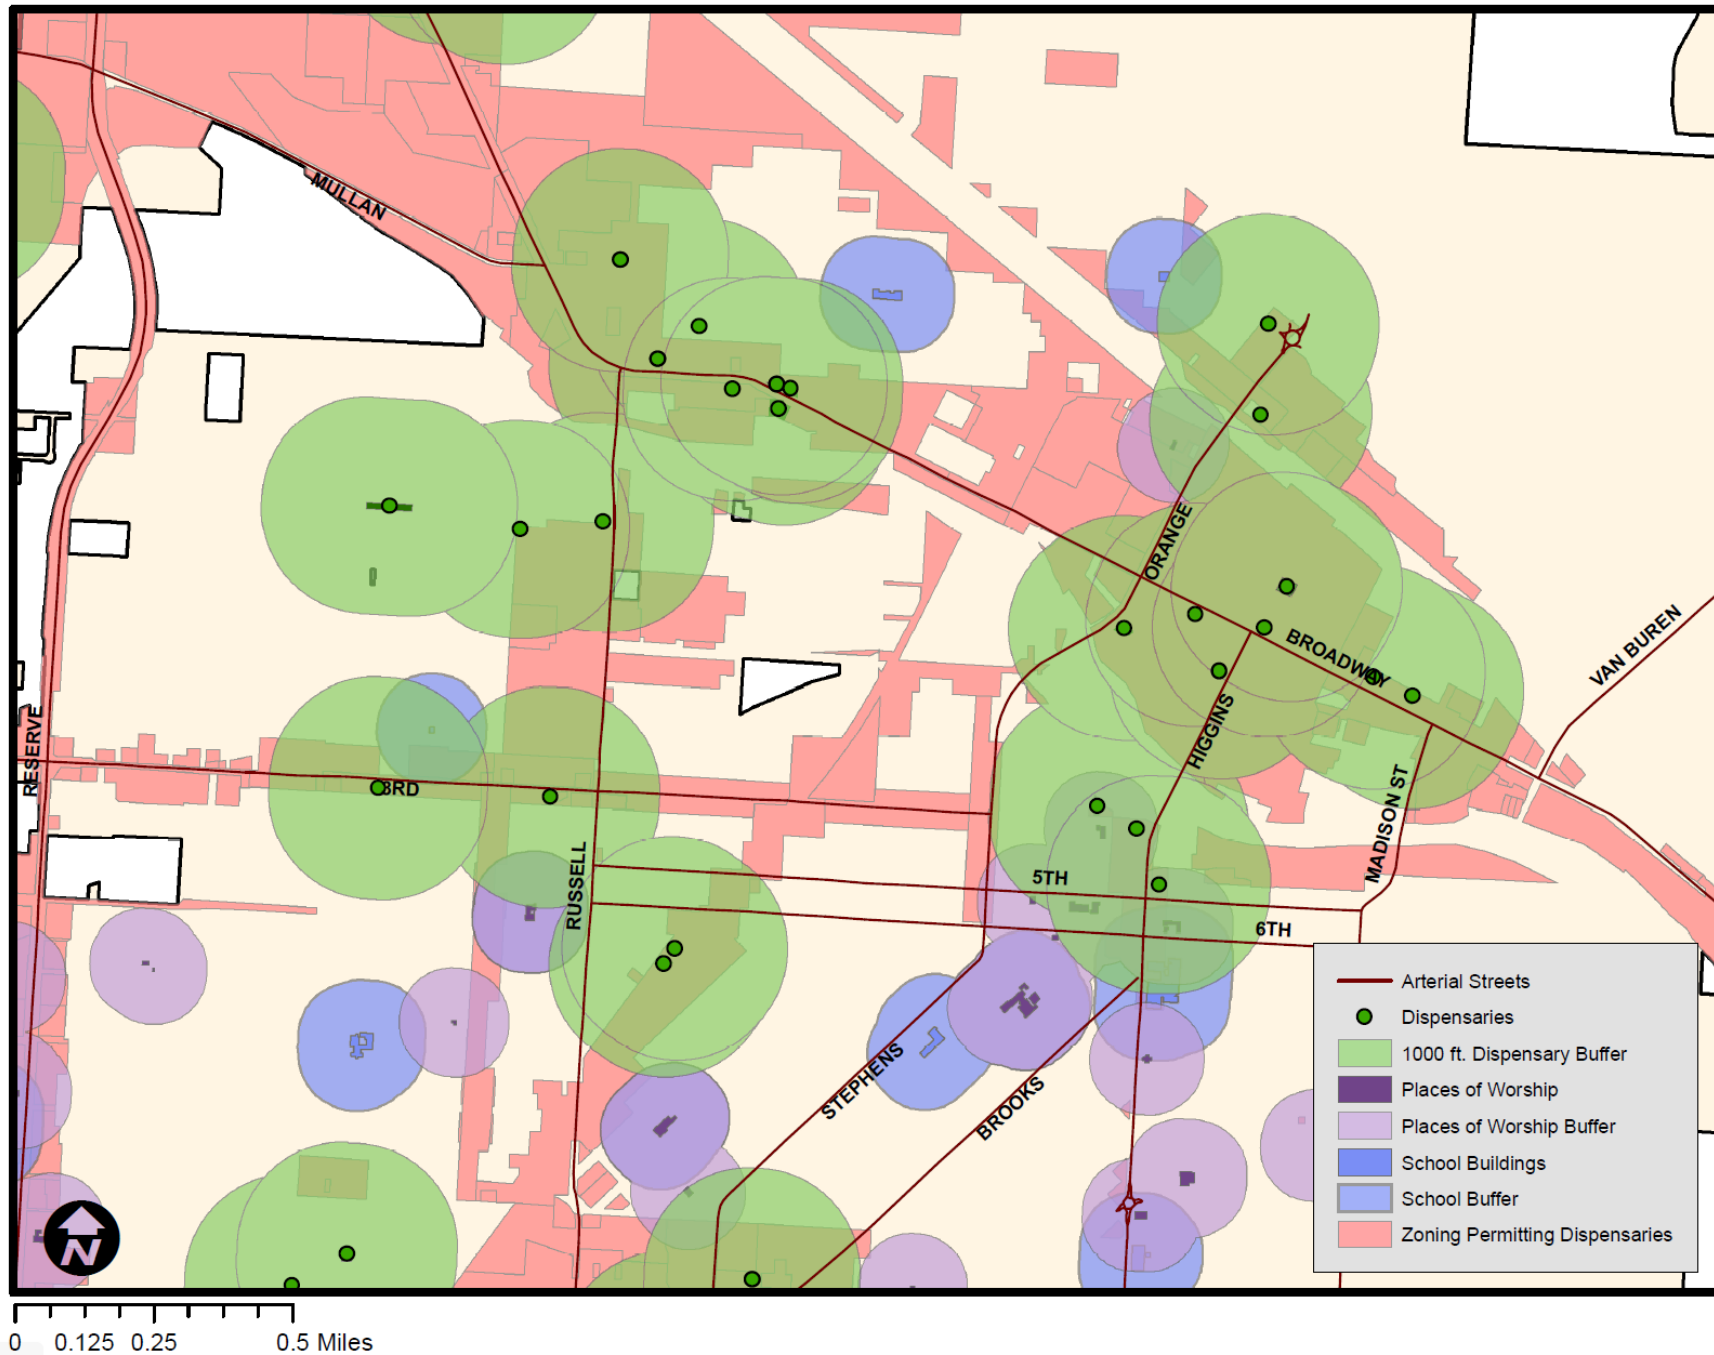 MULLAN
ORANGE
BROADWAY
VAN BUREN
HIGGINS
RESERVE
3RD
MADISON ST
RUSSELL
5TH
6TH
STEPHENS
BROOKS
Arterial Streets
Dispensaries
1000 ft. Dispensary Buffer
Places of Worship
Places of Worship Buffer
School Buildings
School Buffer
Zoning Permitting Dispensaries
N
0 0.125 0.25 0.5 Miles